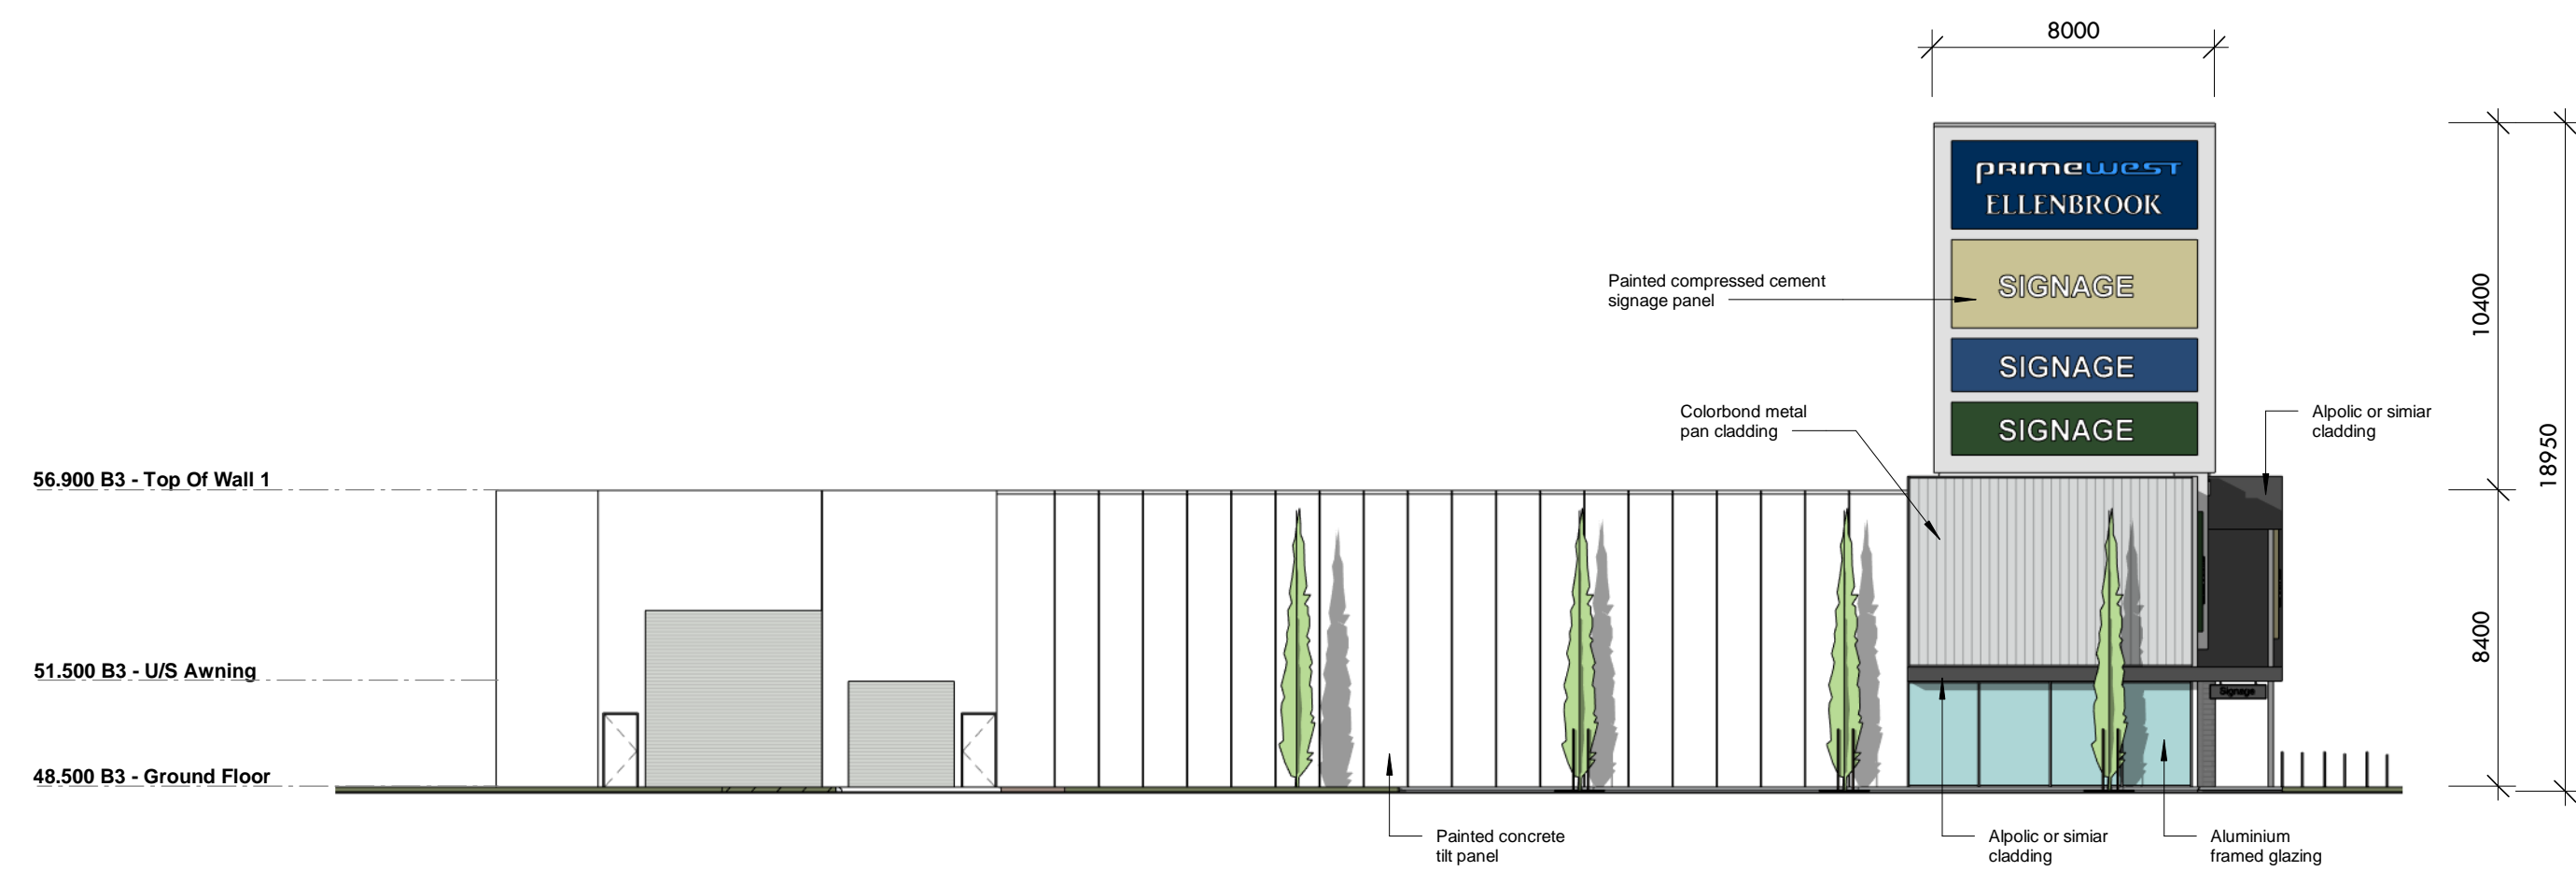 8000
primewest
ELLENBROOK
Painted compressed cement
signage panel
SIGNAGE
10400
SIGNAGE
Colorbond metal
pan cladding
SIGNAGE
Alpolic or simiar
cladding
18950
56.900 B3 - Top Of Wall 1
8400
51.500 B3 - U/S Awning
Signage
48.500 B3 - Ground Floor
Painted concrete
tilt panel
Alpolic or simiar
cladding
Aluminium
framed glazing